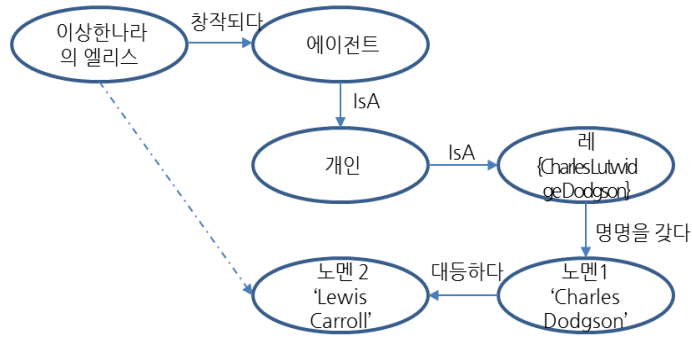 이상한나라
의 엘리스
창작되다
에이전트
IsA
개인
IsA
레
{CharlesLutwid
geDodgson}
명명을 갖다
노멘1
‘Charles
Dodgson’
대등하다
노멘 2
‘Lewis
Carroll’